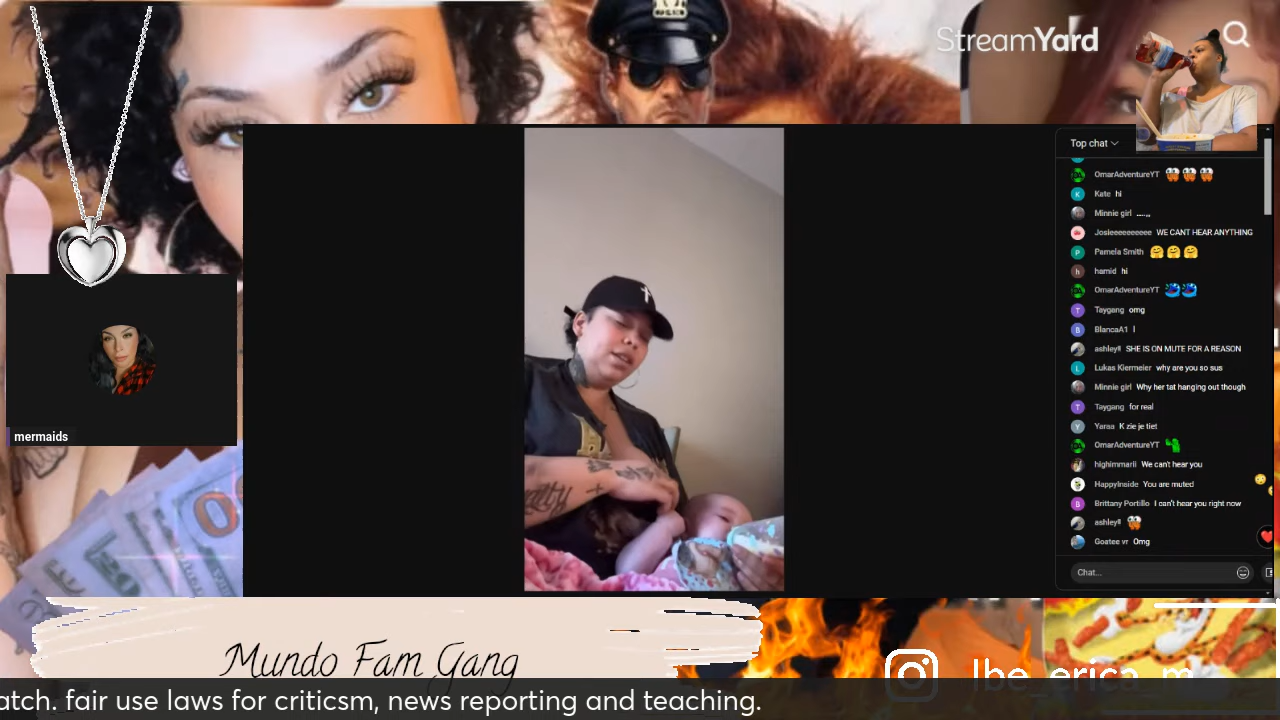 StreamYard
Top chat
OmarAdventureYT
Kate hi
Minnie girl .....,,
Josieeeeeeeeee WE CANT HEAR ANYTHING
Pamela Smith
hamid hi
OmarAdventureYT
Taygang omg
BlancaA1 I
ashley!! SHE IS ON MUTE FOR A REASON
Lukas Kiermeier why are you so sus
Minnie girl Why her tat hanging out though
Taygang for real
Yaraa K zie je tiet
OmarAdventureYT
highimmarii We can't hear you
HappyInside You are muted
Brittany Portillo I can't hear you right now
ashley!!
Goatee vr Omg
Chat...
mermaids
Mundo Fam Gang
Ibe_erica_m
atch. fair use laws for criticsm, news reporting and teaching.